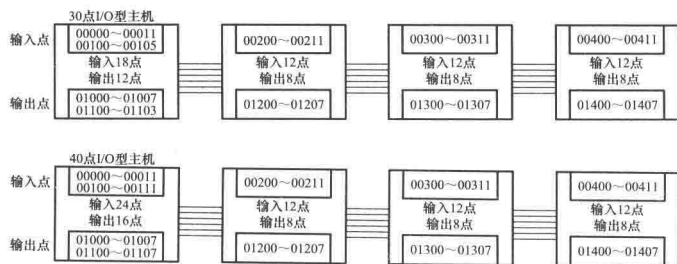 30点I/O型主机
输入点
00000～00011
00100～00105
输入18点
输出12点
输出点
01000～01007
01100～01103
00200～00211
输入12点
输出8点
01200～01207
00300～00311
输入12点
输出8点
01300～01307
00400～00411
输入12点
输出8点
01400～01407
40点I/O型主机
输入点
00000～00011
00100～00111
输入24点
输出16点
输出点
01000～01007
01100～01107
00200～00211
输入12点
输出8点
01200～01207
00300～00311
输入12点
输出8点
01300～01307
00400～00411
输入12点
输出8点
01400～01407